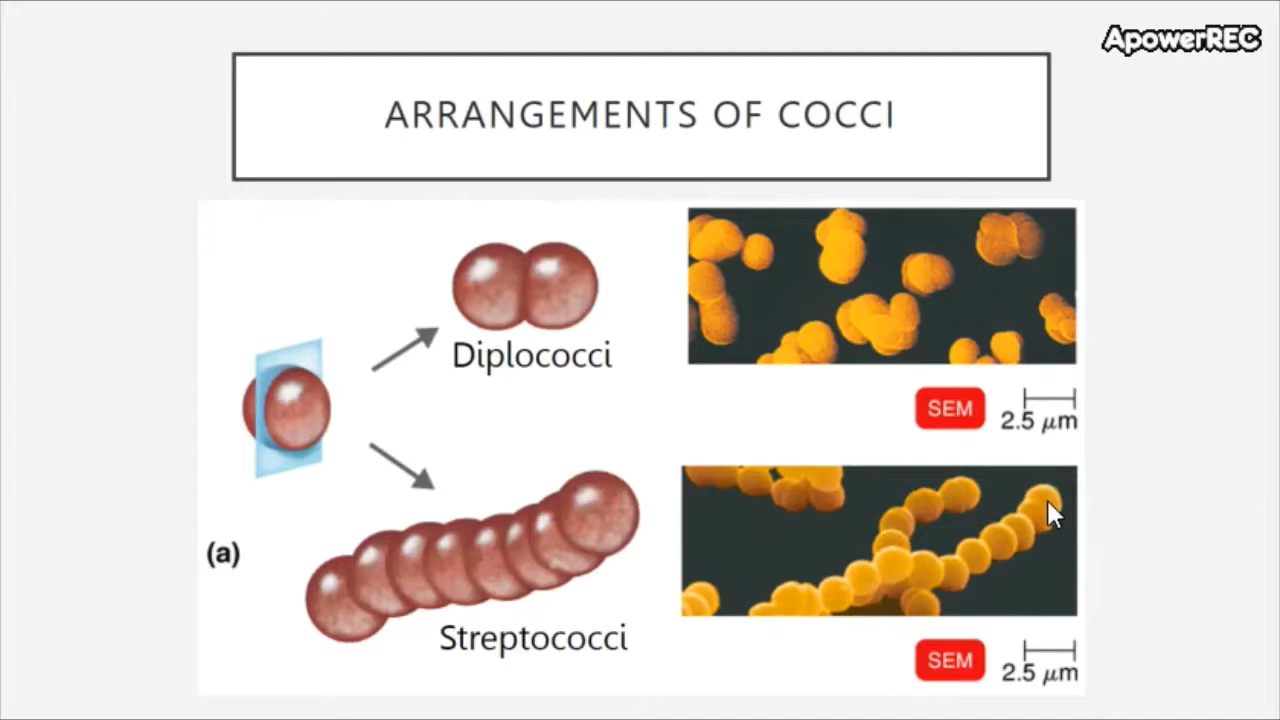 ApowerREC
ARRANGEMENTS OF COCCI
Diplococci
SEM
2.5 μm
(a)
Streptococci
SEM
2.5 μm